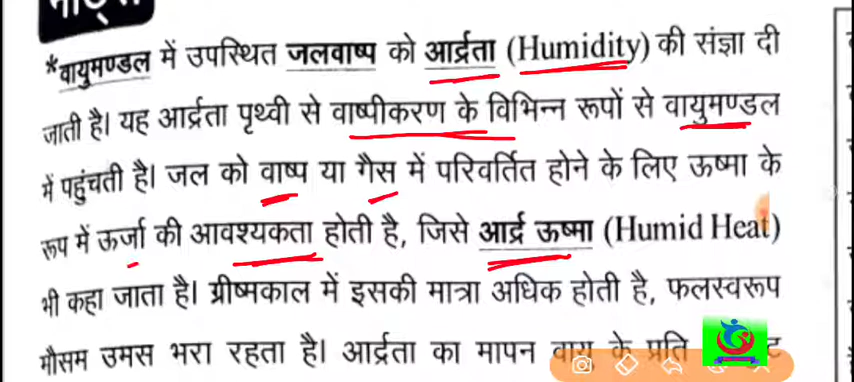 नोट्स
*वायुमण्डल में उपस्थित जलवाष्प को आर्द्रता (Humidity) की संज्ञा दी
जाती है। यह आर्द्रता पृथ्वी से वाष्पीकरण के विभिन्न रूपों से वायुमण्डल
में पहुंचती है। जल को वाष्प या गैस में परिवर्तित होने के लिए ऊष्मा के
रूप में ऊर्जा की आवश्यकता होती है, जिसे आर्द्र ऊष्मा (Humid Heat)
भी कहा जाता है। ग्रीष्मकाल में इसकी मात्रा अधिक होती है, फलस्वरूप
मौसम उमस भरा रहता है। आर्द्रता का मापन वायु के प्रति